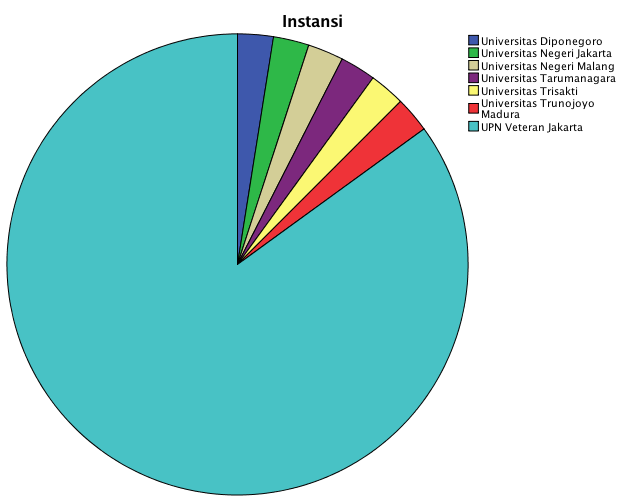 Instansi
Universitas Diponegoro
Universitas Negeri Jakarta
Universitas Negeri Malang
Universitas Tarumanagara
Universitas Trisakti
Universitas Trunojoyo
Madura
UPN Veteran Jakarta